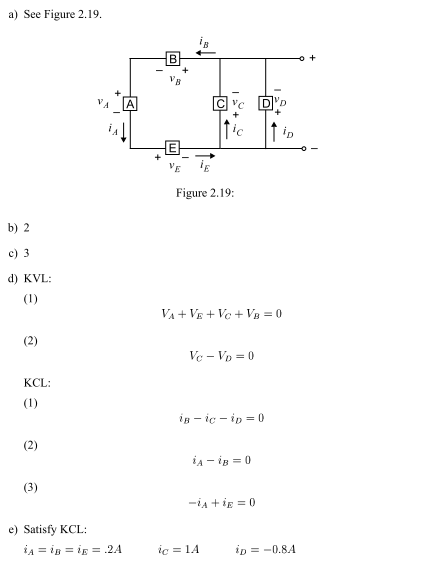 a) See Figure 2.19.
i_B
B
+
− +
v_B
+
v_A
−
A
i_A
C
−
v_C
+
i_C
D
−
v_D
+
i_D
E
+ −
v_E
i_E
−
Figure 2.19:
b) 2
c) 3
d) KVL:
(1)
V_A + V_E + V_C + V_B = 0
(2)
V_C − V_D = 0
KCL:
(1)
i_B − i_C − i_D = 0
(2)
i_A − i_B = 0
(3)
−i_A + i_E = 0
e) Satisfy KCL:
i_A = i_B = i_E = .2A i_C = 1A i_D = −0.8A